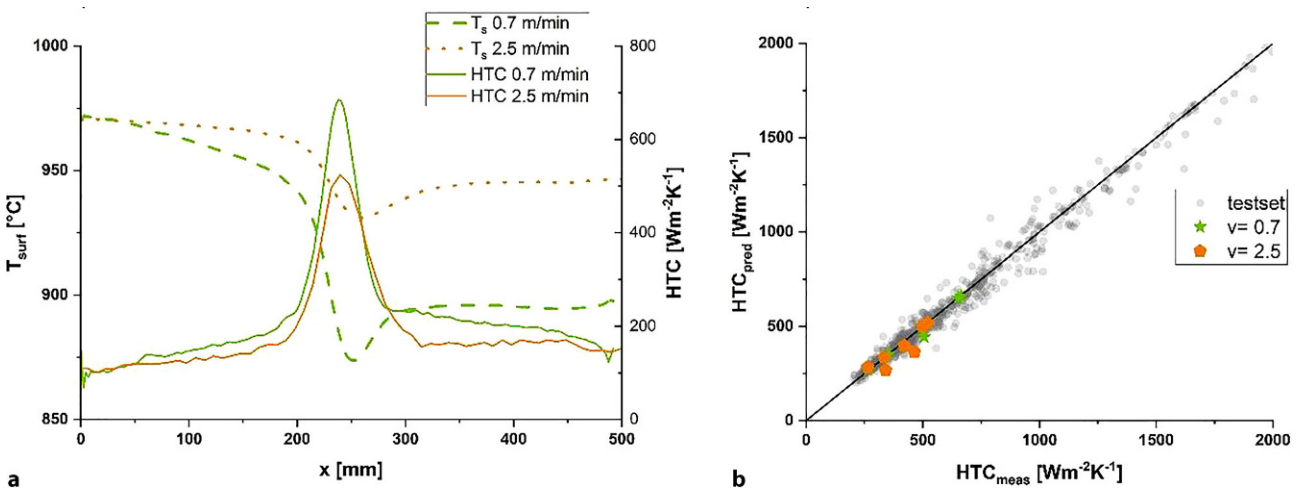 T_s 0.7 m/min
T_s 2.5 m/min
HTC 0.7 m/min
HTC 2.5 m/min
1000
950
900
850
T_surf [°C]
800
600
400
200
0
HTC [Wm⁻²K⁻¹]
0
100
200
300
400
500
x [mm]
a
2000
1500
1000
500
0
HTC_pred [Wm⁻²K⁻¹]
testset
v= 0.7
v= 2.5
0
500
1000
1500
2000
HTC_meas [Wm⁻²K⁻¹]
b